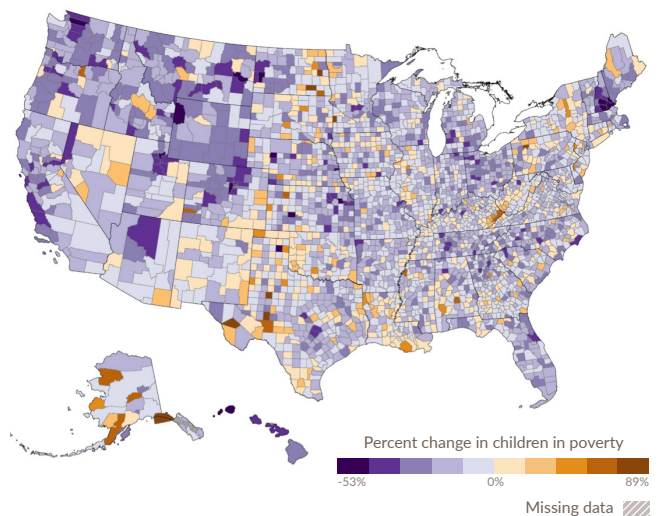 Percent change in children in poverty
-53% 0% 89%
Missing data